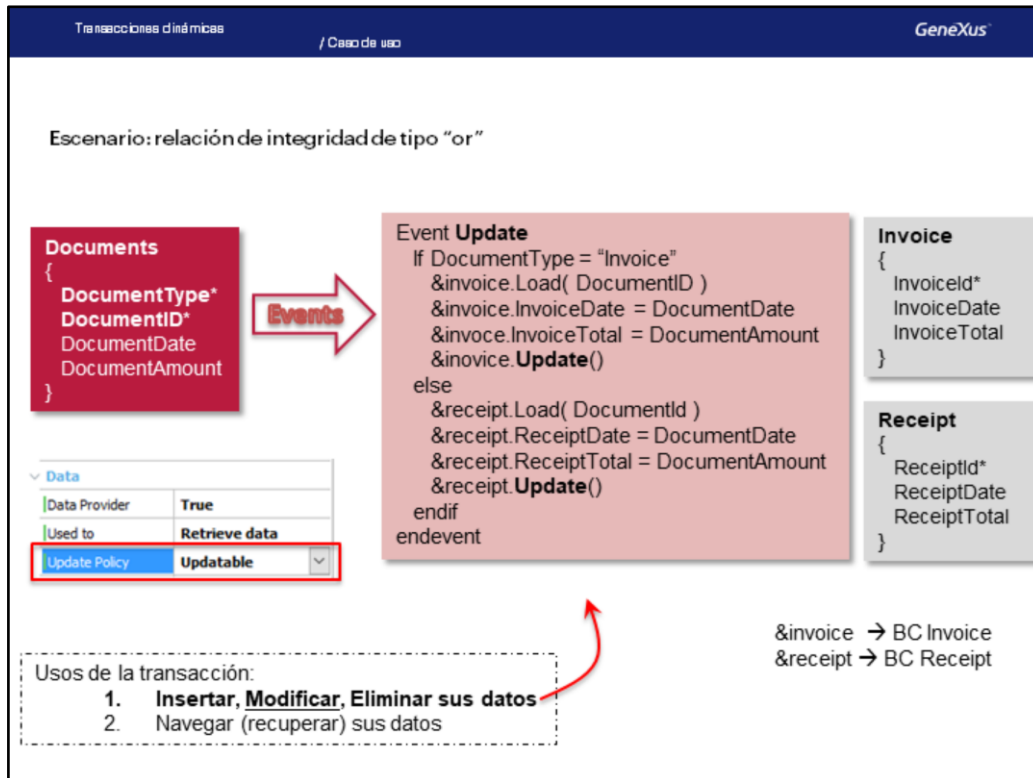 Transacciones dinámicas
/ Caso de uso
GeneXus
Escenario: relación de integridad de tipo “or”
Documents
{
DocumentType*
DocumentID*
DocumentDate
DocumentAmount
}
Events
Event Update
If DocumentType = “Invoice”
&invoice.Load( DocumentID )
&invoice.InvoiceDate = DocumentDate
&invoce.InvoiceTotal = DocumentAmount
&inovice.Update()
else
&receipt.Load( DocumentId )
&receipt.ReceiptDate = DocumentDate
&receipt.ReceiptTotal = DocumentAmount
&receipt.Update()
endif
endevent
Invoice
{
InvoiceId*
InvoiceDate
InvoiceTotal
}
Receipt
{
ReceiptId*
ReceiptDate
ReceiptTotal
}
Data
Data Provider True
Used to Retrieve data
Update Policy Updatable
&invoice → BC Invoice
&receipt → BC Receipt
Usos de la transacción:
1. Insertar, Modificar, Eliminar sus datos
2. Navegar (recuperar) sus datos